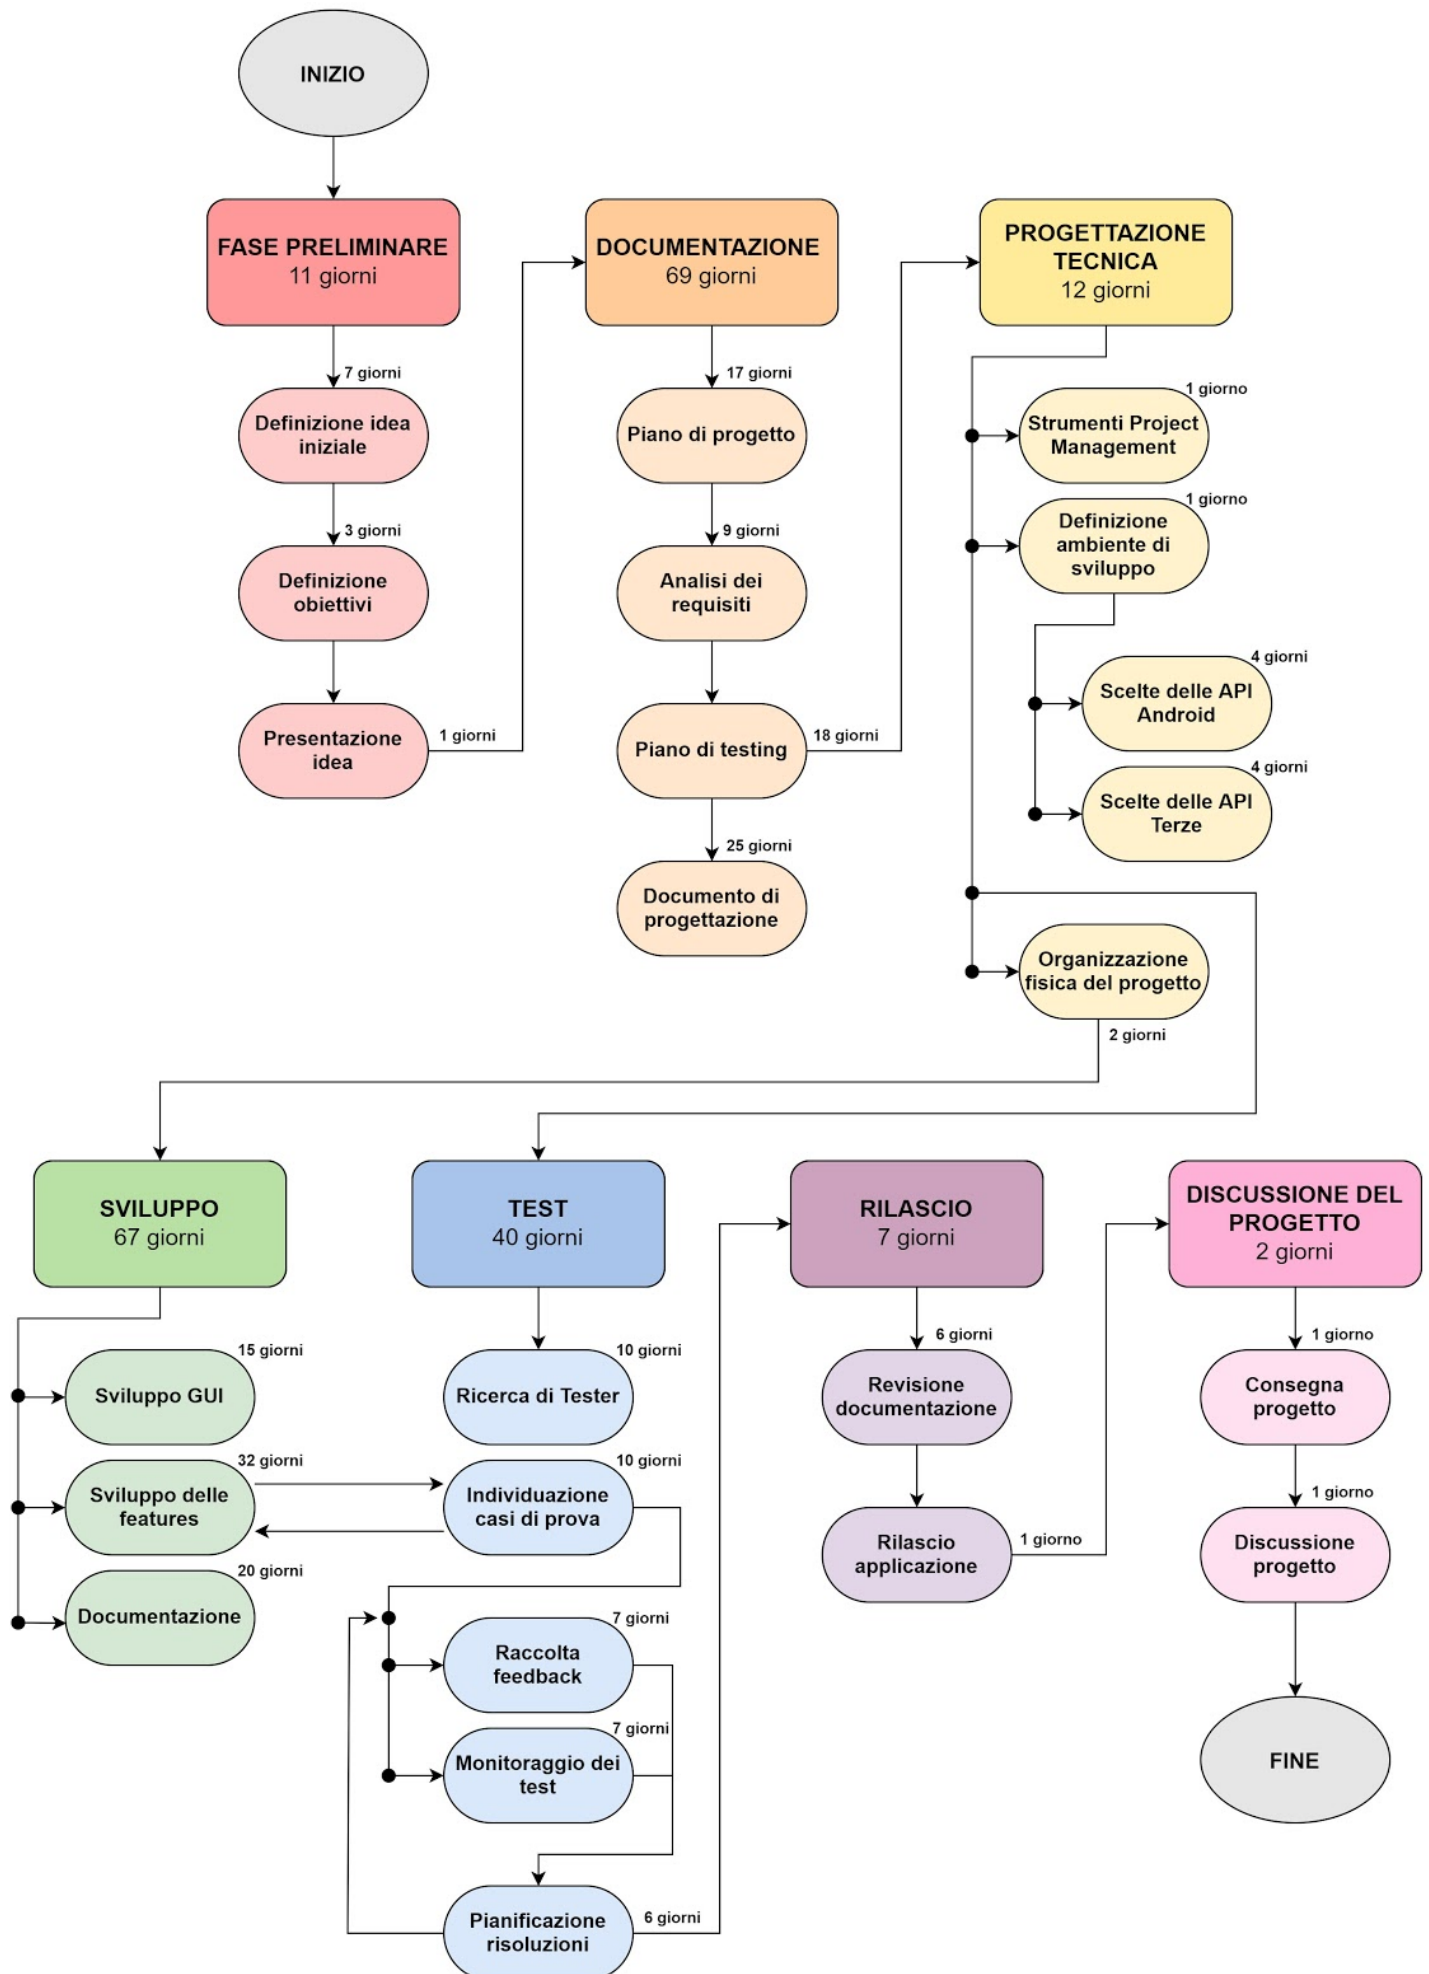 INIZIO
FASE PRELIMINARE
11 giorni
7 giorni
Definizione idea
iniziale
3 giorni
Definizione
obiettivi
Presentazione
idea
1 giorni
DOCUMENTAZIONE
69 giorni
17 giorni
Piano di progetto
9 giorni
Analisi dei
requisiti
Piano di testing
18 giorni
25 giorni
Documento di
progettazione
PROGETTAZIONE
TECNICA
12 giorni
1 giorno
Strumenti Project
Management
1 giorno
Definizione
ambiente di
sviluppo
4 giorni
Scelte delle API
Android
4 giorni
Scelte delle API
Terze
Organizzazione
fisica del progetto
2 giorni
SVILUPPO
67 giorni
15 giorni
Sviluppo GUI
32 giorni
Sviluppo delle
features
20 giorni
Documentazione
TEST
40 giorni
10 giorni
Ricerca di Tester
10 giorni
Individuazione
casi di prova
7 giorni
Raccolta
feedback
7 giorni
Monitoraggio dei
test
Pianificazione
risoluzioni
6 giorni
RILASCIO
7 giorni
6 giorni
Revisione
documentazione
Rilascio
applicazione
1 giorno
DISCUSSIONE DEL
PROGETTO
2 giorni
1 giorno
Consegna
progetto
1 giorno
Discussione
progetto
FINE